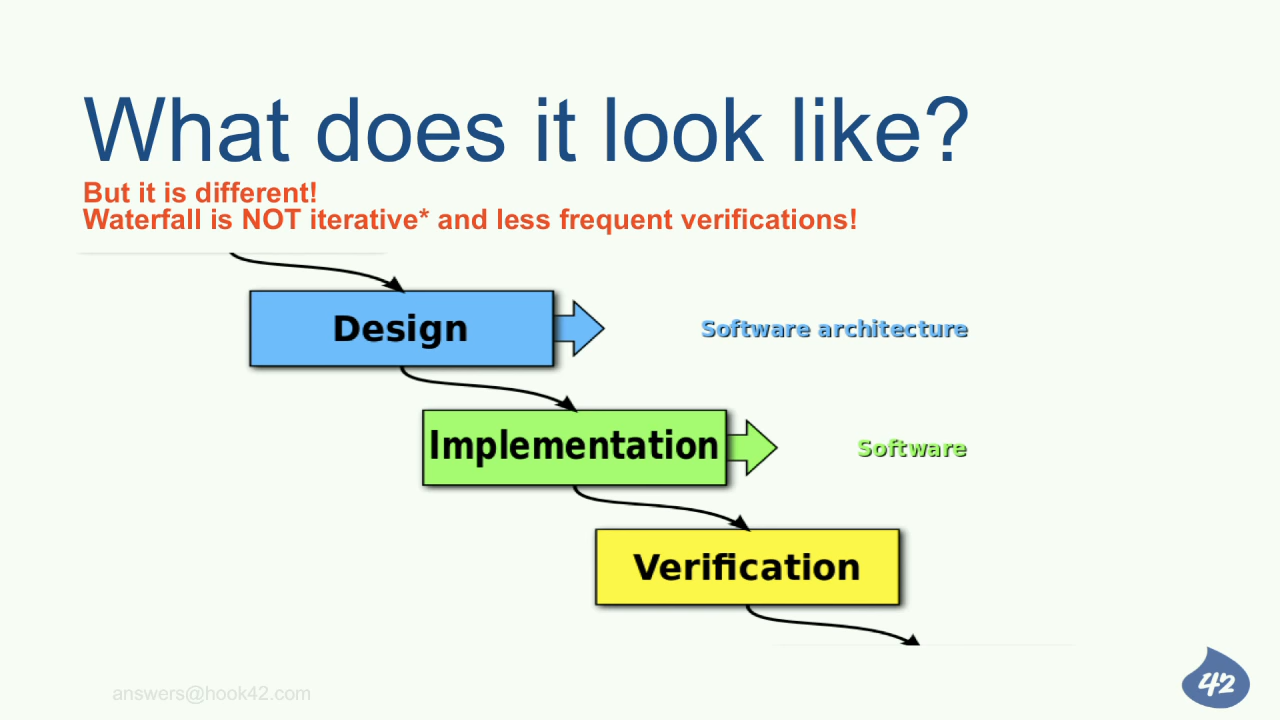 What does it look like?
But it is different!
Waterfall is NOT iterative* and less frequent verifications!
Design
Software architecture
Implementation
Software
Verification
answers@hook42.com
42